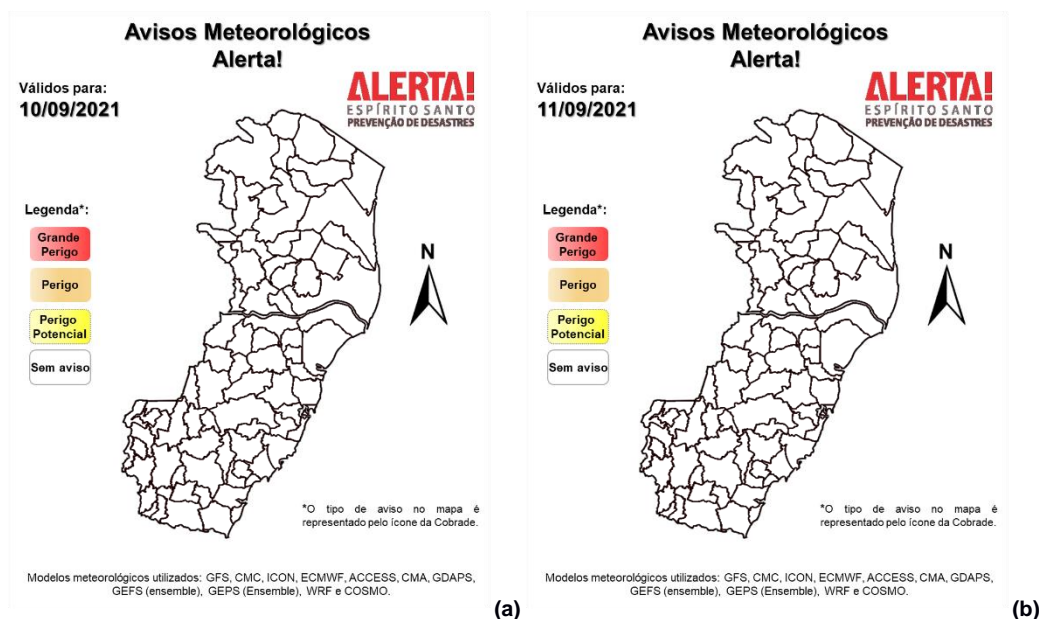 Avisos Meteorológicos
Alerta!
Válidos para:
10/09/2021
ALERTA!
ESPÍRITO SANTO
PREVENÇÃO DE DESASTRES
Legenda*:
Grande
Perigo
Perigo
Perigo
Potencial
Sem aviso
N
*O tipo de aviso no mapa é
representado pelo ícone da Cobrade.
Modelos meteorológicos utilizados: GFS, CMC, ICON, ECMWF, ACCESS, CMA, GDAPS,
GEFS (ensemble), GEPS (Ensemble), WRF e COSMO.
(a)
Avisos Meteorológicos
Alerta!
Válidos para:
11/09/2021
ALERTA!
ESPÍRITO SANTO
PREVENÇÃO DE DESASTRES
Legenda*:
Grande
Perigo
Perigo
Perigo
Potencial
Sem aviso
N
*O tipo de aviso no mapa é
representado pelo ícone da Cobrade.
Modelos meteorológicos utilizados: GFS, CMC, ICON, ECMWF, ACCESS, CMA, GDAPS,
GEFS (ensemble), GEPS (Ensemble), WRF e COSMO.
(b)